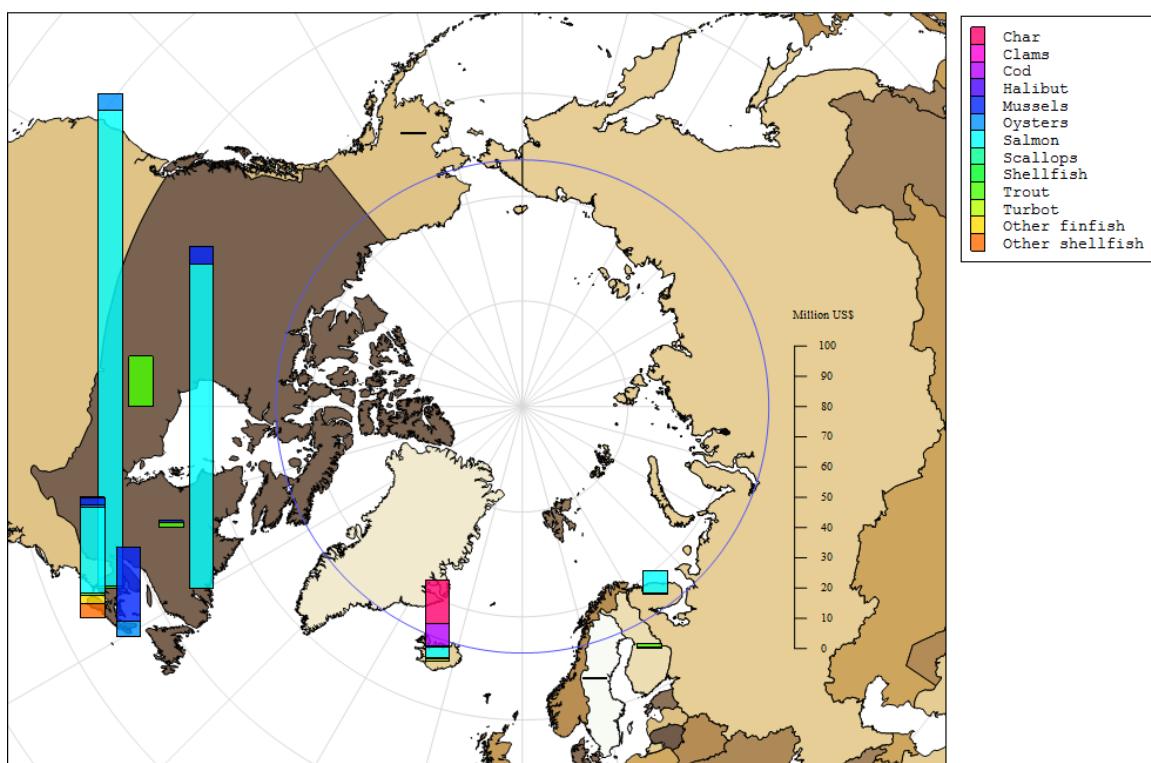 Char
Clams
Cod
Halibut
Mussels
Oysters
Salmon
Scallops
Shellfish
Trout
Turbot
Other finfish
Other shellfish
Million US$
100
90
80
70
60
50
40
30
20
10
0